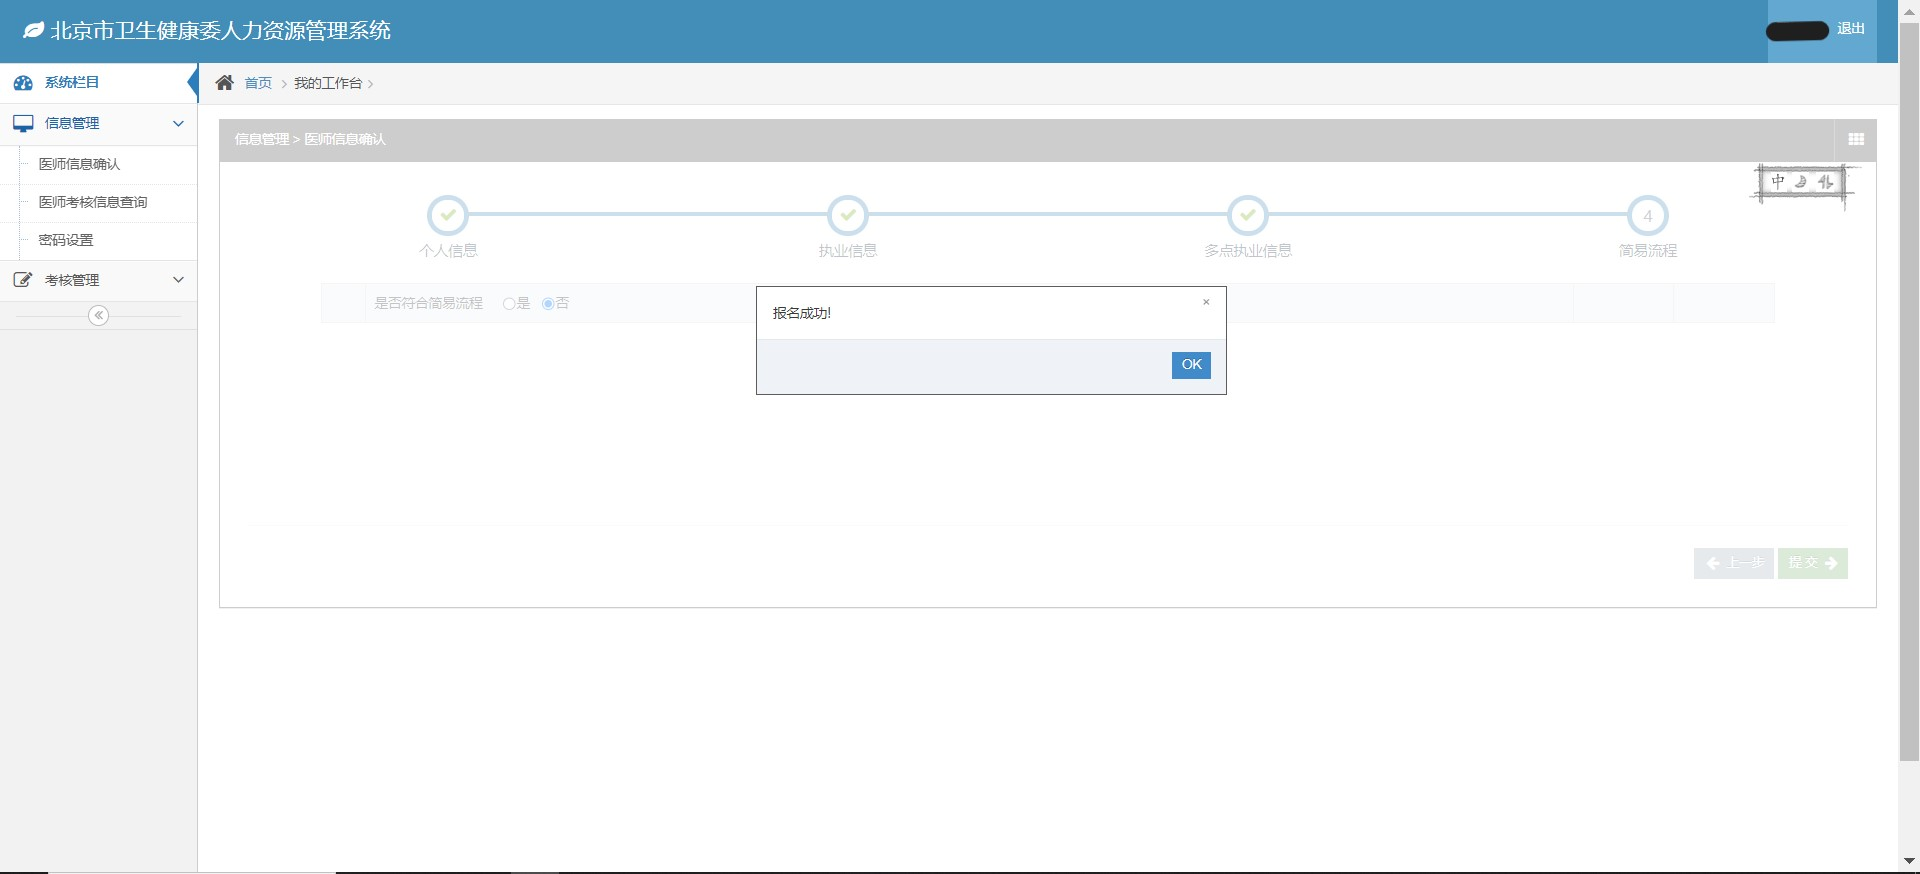 北京市卫生健康委人力资源管理系统
退出
系统栏目
首页 > 我的工作台 >
信息管理
信息管理 > 医师信息确认
医师信息确认
医师考核信息查询
密码设置
考核管理
中
个人信息
执业信息
多点执业信息
4
简易流程
是否符合简易流程 是 否
×
报名成功!
OK
上一步
提交